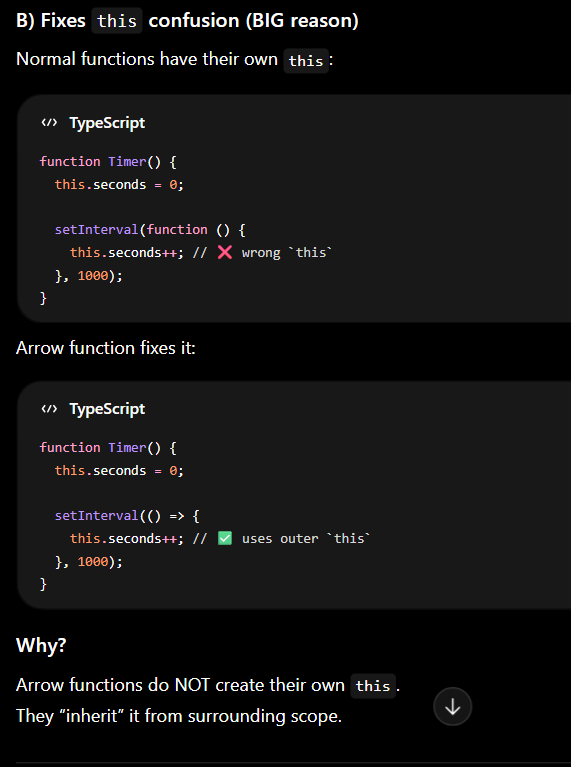 B) Fixes this confusion (BIG reason)
Normal functions have their own this:
</> TypeScript
function Timer() {
  this.seconds = 0;

  setInterval(function () {
    this.seconds++; // ❌ wrong `this`
  }, 1000);
}
Arrow function fixes it:
</> TypeScript
function Timer() {
  this.seconds = 0;

  setInterval(() => {
    this.seconds++; // ✅ uses outer `this`
  }, 1000);
}
Why?
Arrow functions do NOT create their own this.
They “inherit” it from surrounding scope.